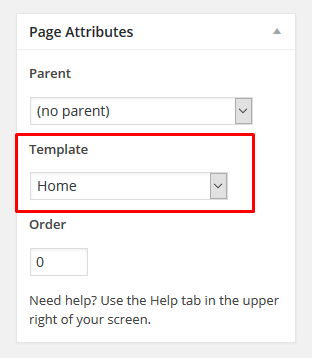 Page Attributes
Parent
(no parent)
Template
Home
Order
0
Need help? Use the Help tab in the upper
right of your screen.